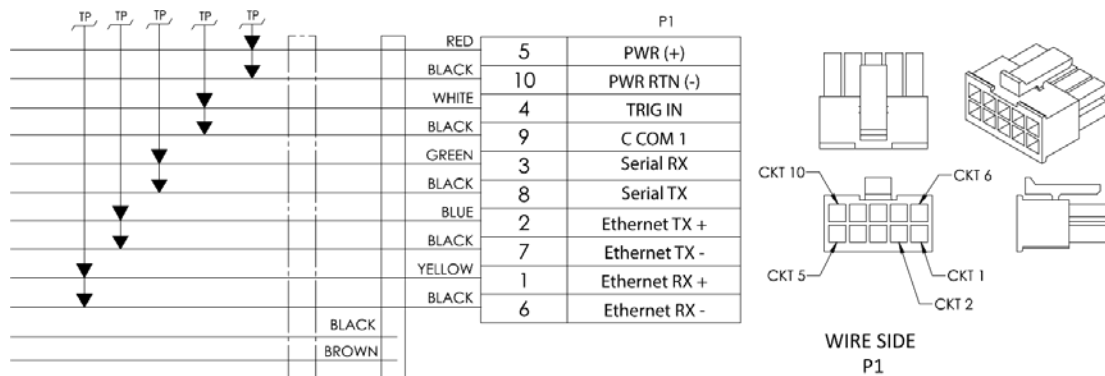 TP TP TP TP TP
P1
RED 5 PWR (+)
BLACK 10 PWR RTN (-)
WHITE 4 TRIG IN
BLACK 9 C COM 1
GREEN 3 Serial RX
BLACK 8 Serial TX
BLUE 2 Ethernet TX +
BLACK 7 Ethernet TX -
YELLOW 1 Ethernet RX +
BLACK 6 Ethernet RX -
BLACK
BROWN
CKT 10 CKT 6
CKT 5 CKT 1
CKT 2
WIRE SIDE
P1